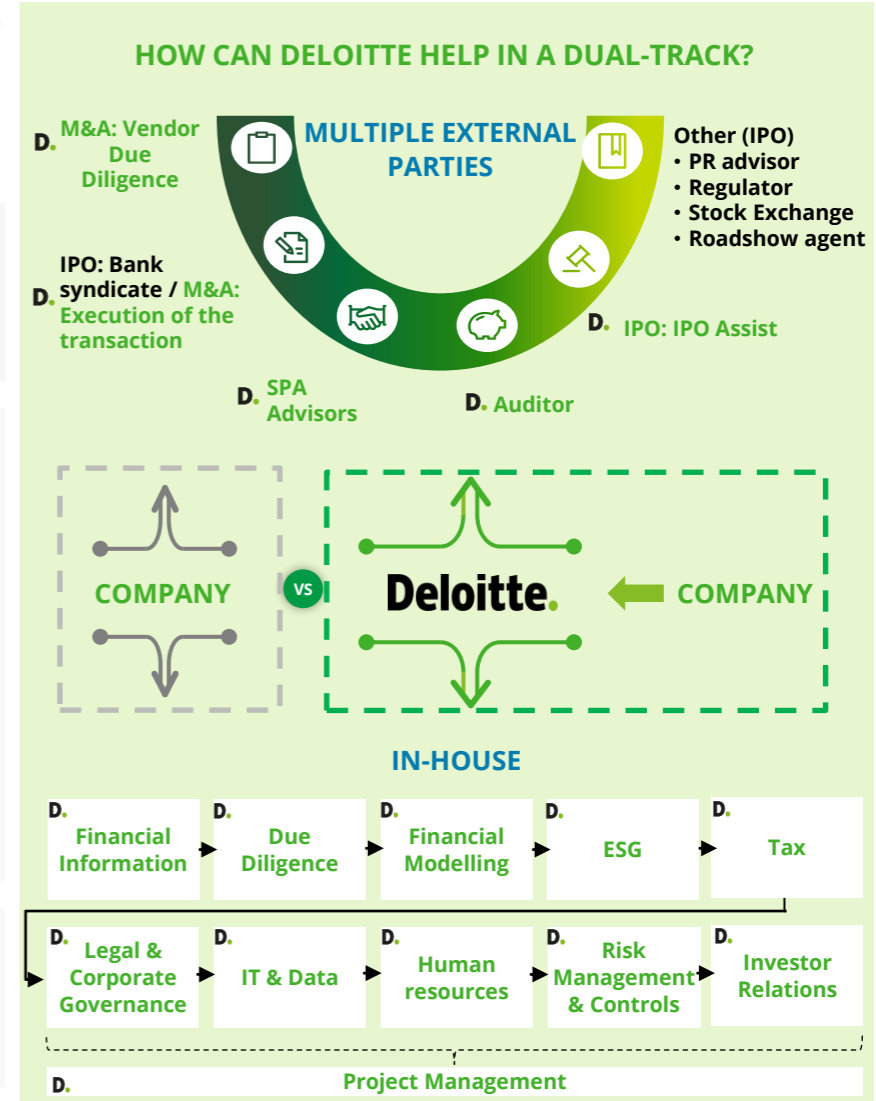 HOW CAN DELOITTE HELP IN A DUAL-TRACK?
MULTIPLE EXTERNAL
PARTIES
D. M&A: Vendor
Due
Diligence
IPO: Bank
D. syndicate / M&A:
Execution of the
transaction
D. SPA
Advisors
D. Auditor
D. IPO: IPO Assist
Other (IPO)
• PR advisor
• Regulator
• Stock Exchange
• Roadshow agent
COMPANY
VS
Deloitte.
COMPANY
IN-HOUSE
D.
Financial
Information
D.
Due
Diligence
D.
Financial
Modelling
D.
ESG
D.
Tax
D.
Legal &
Corporate
Governance
D.
IT & Data
D.
Human
resources
D.
Risk
Management
& Controls
D.
Investor
Relations
D.
Project Management